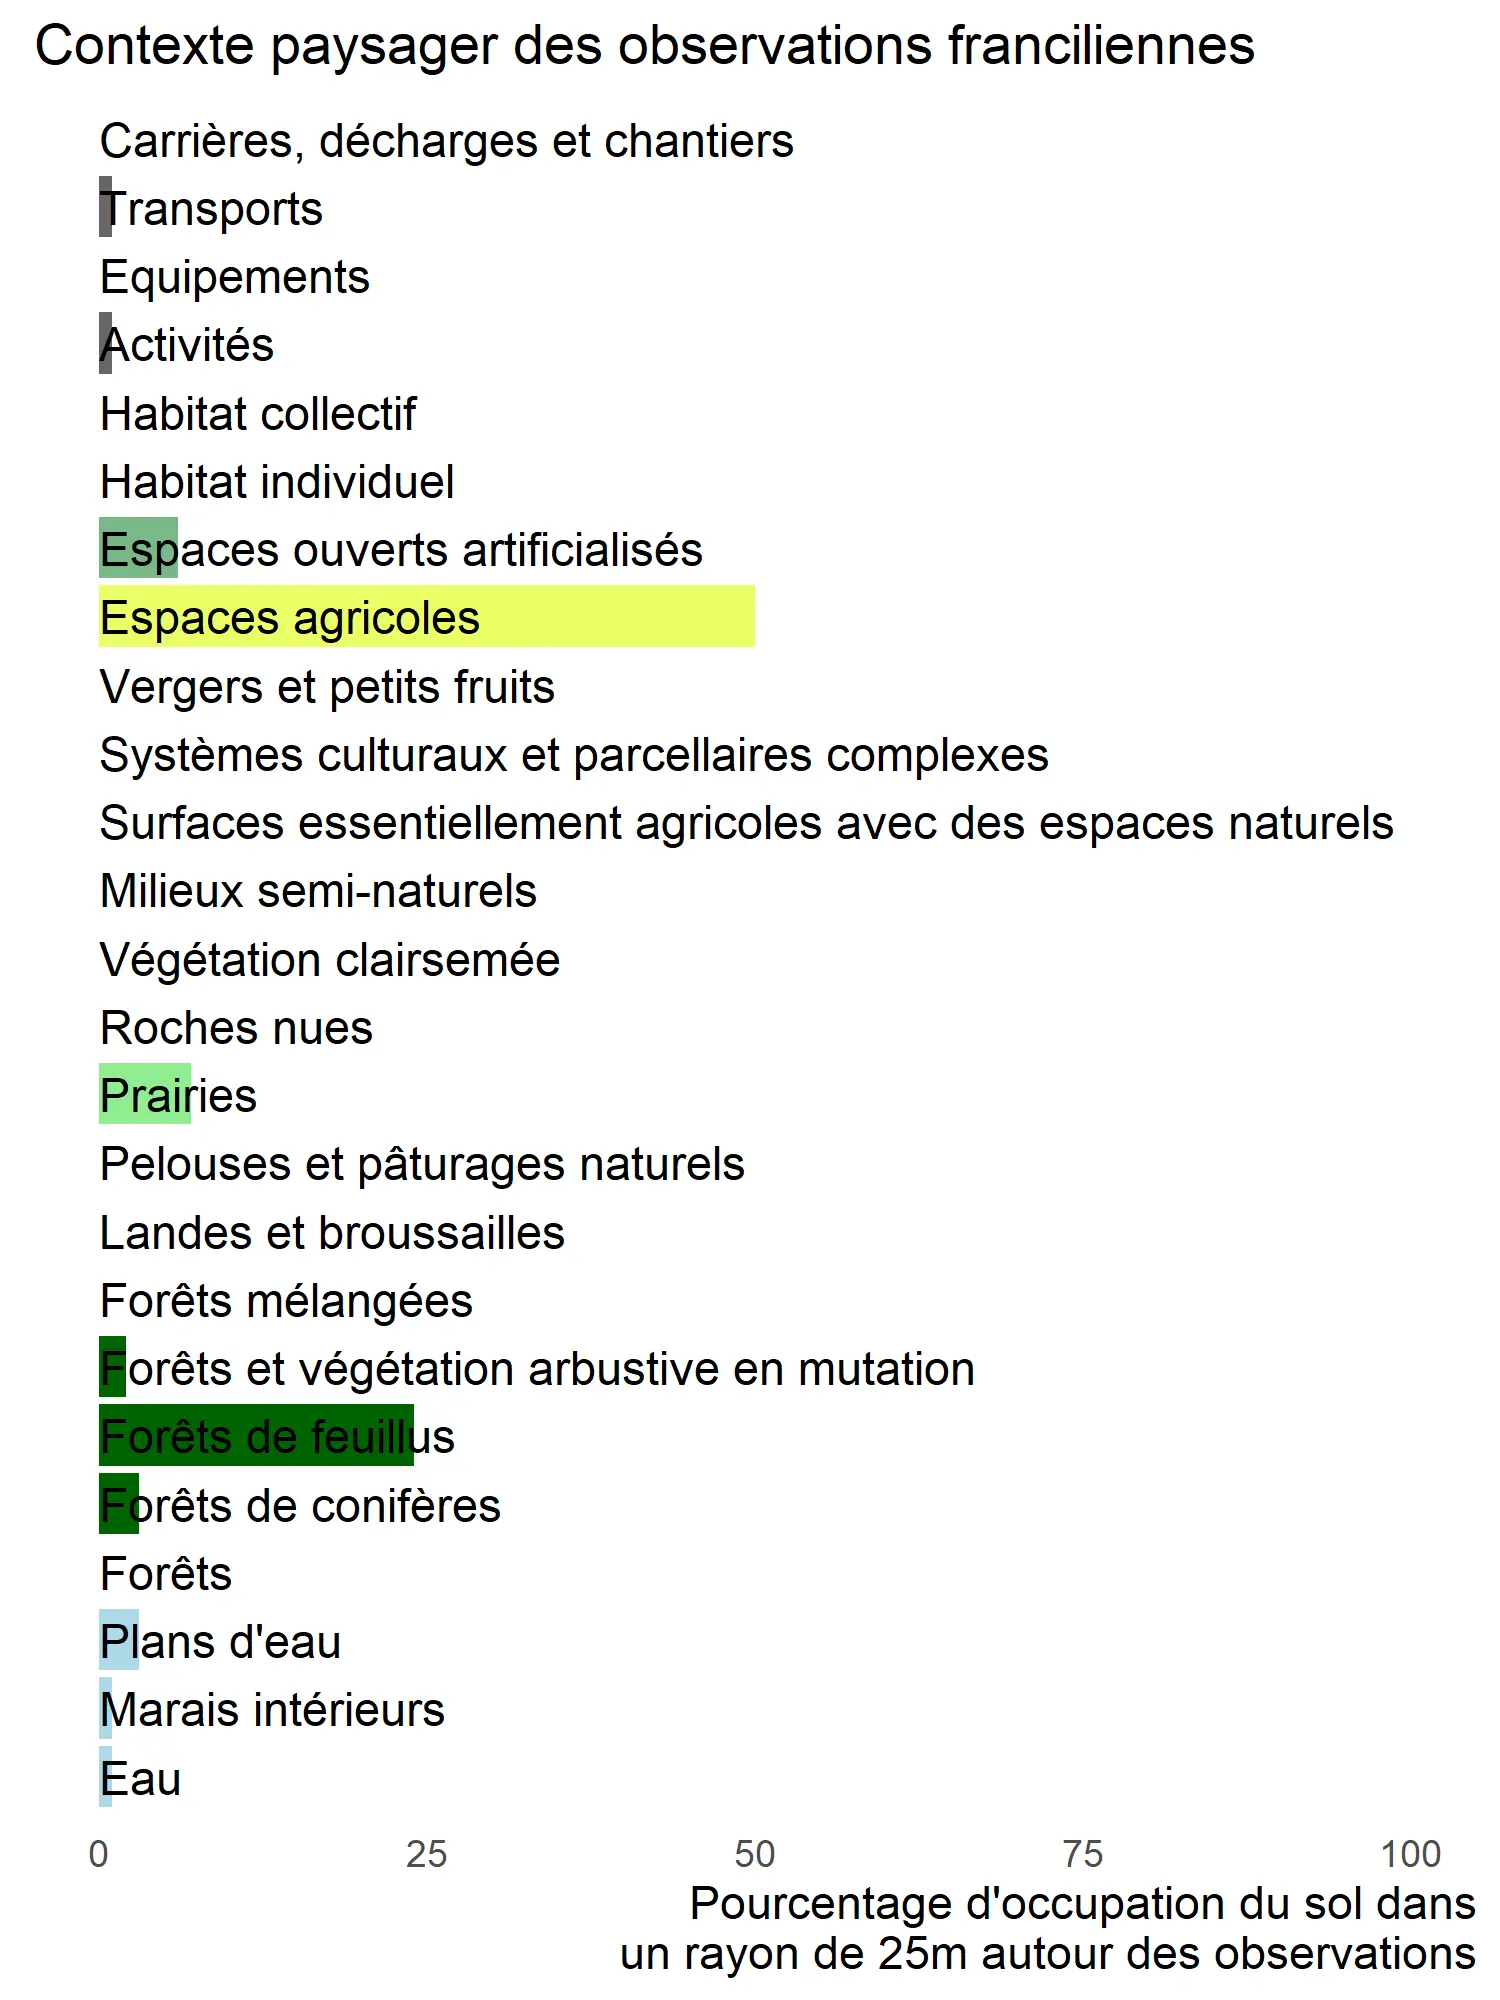 Contexte paysager des observations franciliennes
Carrières, décharges et chantiers
Transports
Equipements
Activités
Habitat collectif
Habitat individuel
Espaces ouverts artificialisés
Espaces agricoles
Vergers et petits fruits
Systèmes culturaux et parcellaires complexes
Surfaces essentiellement agricoles avec des espaces naturels
Milieux semi-naturels
Végétation clairsemée
Roches nues
Prairies
Pelouses et pâturages naturels
Landes et broussailles
Forêts mélangées
Forêts et végétation arbustive en mutation
Forêts de feuillus
Forêts de conifères
Forêts
Plans d'eau
Marais intérieurs
Eau
0 25 50 75 100
Pourcentage d'occupation du sol dans
un rayon de 25m autour des observations